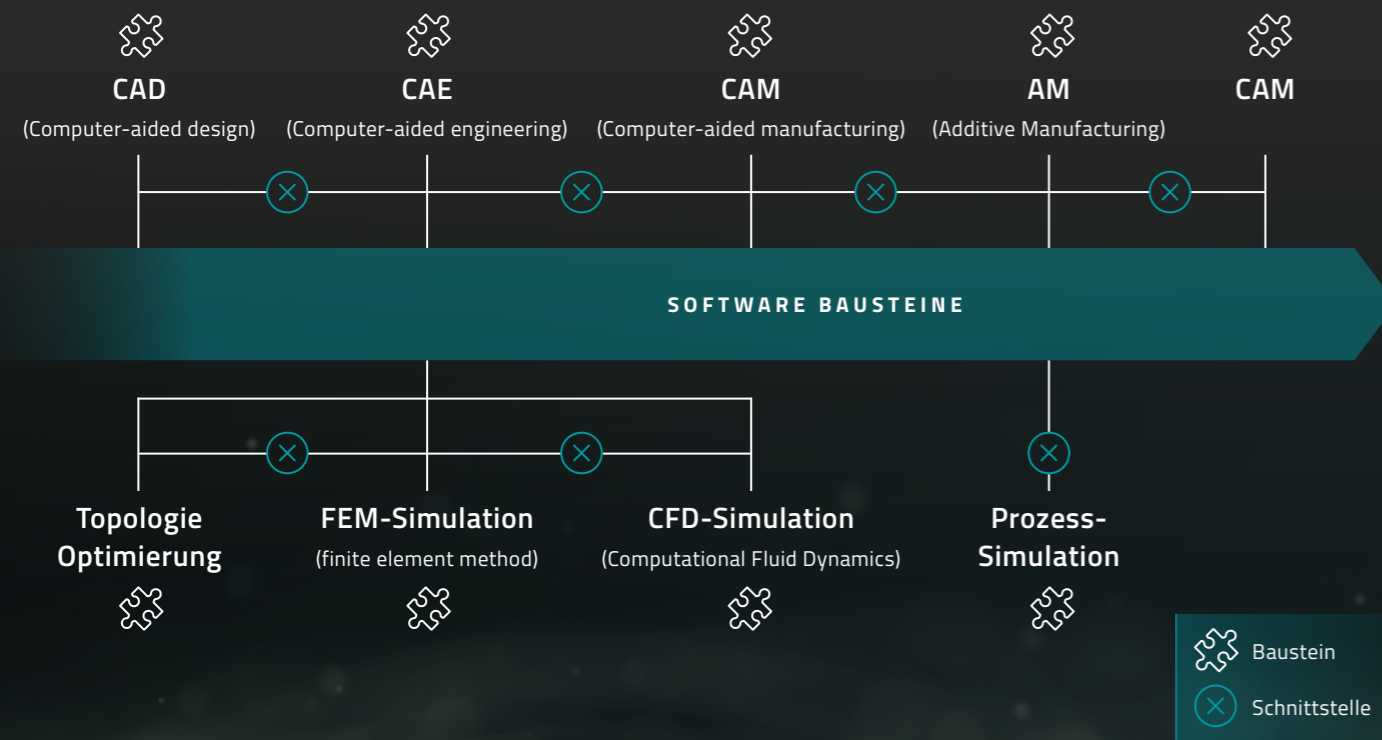 CAD
(Computer-aided design)
CAE
(Computer-aided engineering)
CAM
(Computer-aided manufacturing)
AM
(Additive Manufacturing)
CAM
SOFTWARE BAUSTEINE
Topologie
Optimierung
FEM-Simulation
(finite element method)
CFD-Simulation
(Computational Fluid Dynamics)
Prozess-
Simulation
Baustein
Schnittstelle